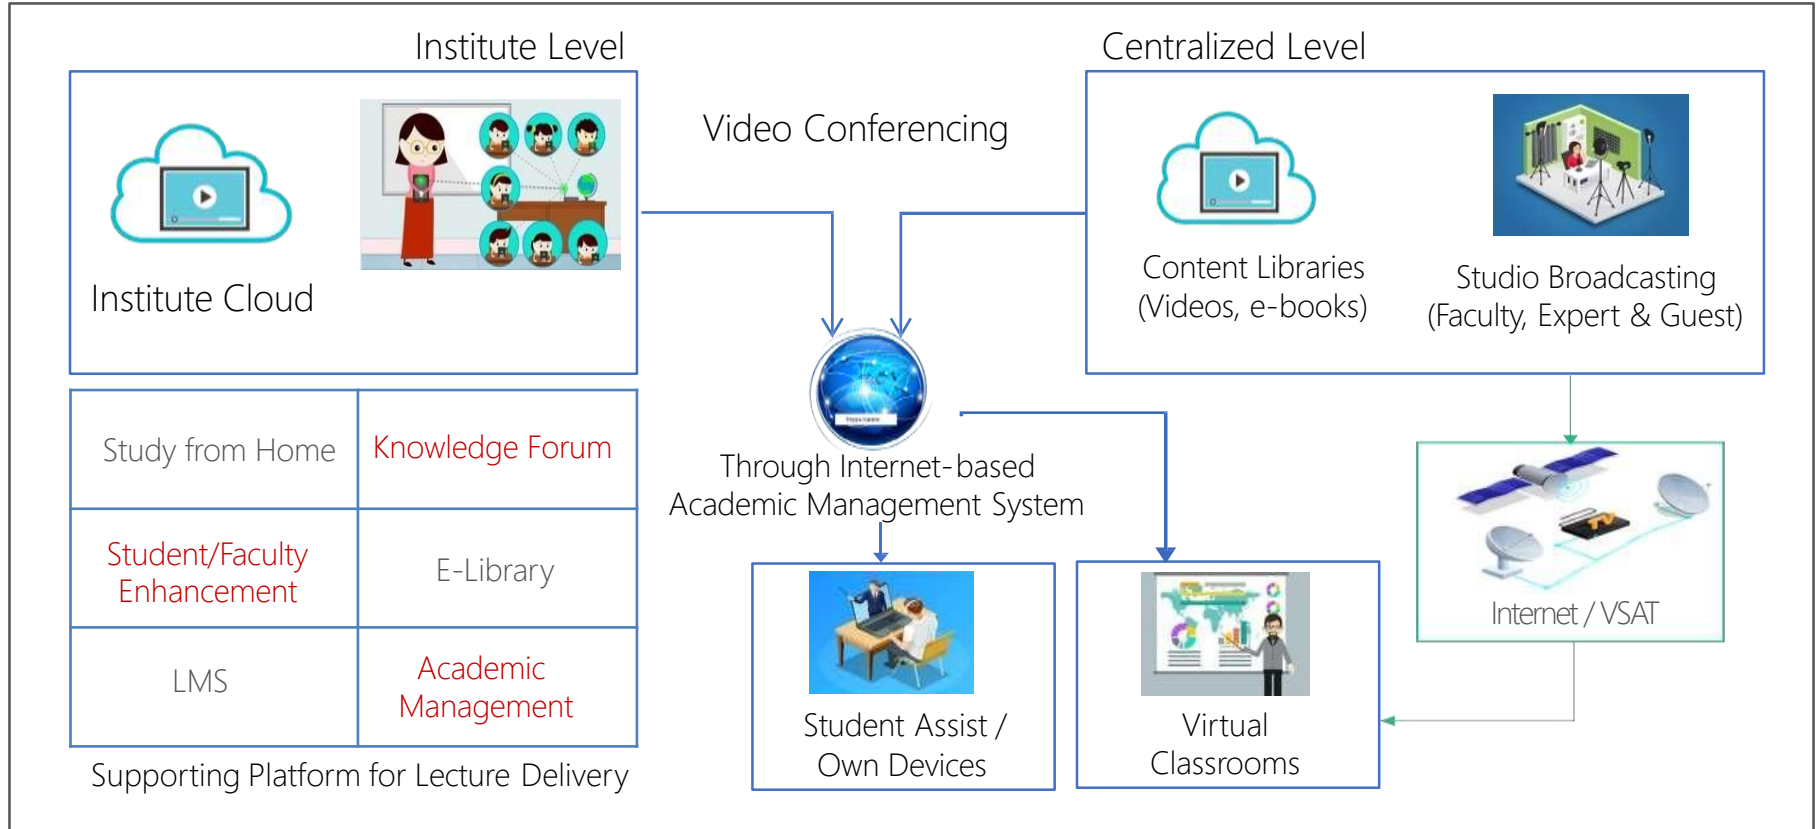 Institute Level
Centralized Level
Video Conferencing
Institute Cloud
Content Libraries
(Videos, e-books)
Studio Broadcasting
(Faculty, Expert & Guest)
Study from Home
Knowledge Forum
Student/Faculty
Enhancement
E-Library
LMS
Academic
Management
Supporting Platform for Lecture Delivery
Through Internet-based
Academic Management System
Student Assist /
Own Devices
Virtual
Classrooms
TV
Internet / VSAT